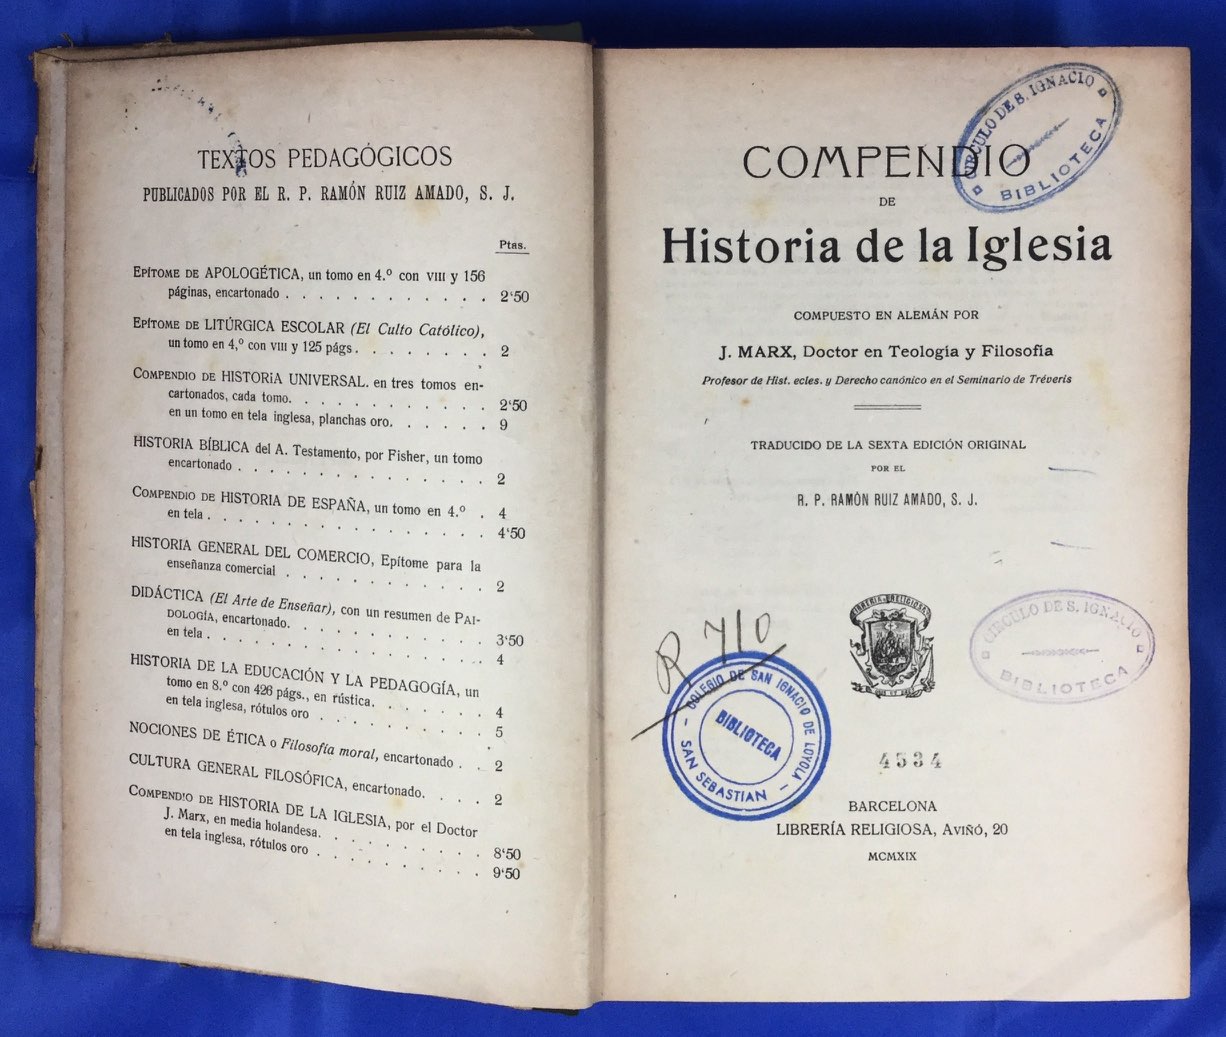 TEXTOS PEDAGÓGICOS
PUBLICADOS POR EL R. P. RAMÓN RUIZ AMADO, S. J.
Ptas.
EPÍTOME DE APOLOGÉTICA, un tomo en 4.º con VIII y 156
páginas, encartonado . . . . . . . . . . . . 2‘50
EPÍTOME DE LITÚRGICA ESCOLAR (El Culto Católico),
un tomo en 4,º con VIII y 125 págs. . . . . . . . 2
COMPENDIO DE HISTORIA UNIVERSAL. en tres tomos en-
cartonados, cada tomo. . . . . . . . . . . . 2‘50
en un tomo en tela inglesa, planchas oro. . . . . . 9
HISTORIA BÍBLICA del A. Testamento, por Fisher, un tomo
encartonado . . . . . . . . . . . . . . . 2
COMPENDIO DE HISTORIA DE ESPAÑA, un tomo en 4.º . 4
en tela . . . . . . . . . . . . . . . . 4‘50
HISTORIA GENERAL DEL COMERCIO, Epítome para la
enseñanza comercial . . . . . . . . . . . . 2
DIDÁCTICA (El Arte de Enseñar), con un resumen de PAI-
DOLOGÍA, encartonado. . . . . . . . . . . . 3‘50
en tela . . . . . . . . . . . . . . . . 4
HISTORIA DE LA EDUCACIÓN Y LA PEDAGOGÍA, un
tomo en 8.º con 426 págs., en rústica. . . . . . . 4
en tela inglesa, rótulos oro . . . . . . . . . . 5
NOCIONES DE ÉTICA o Filosofía moral, encartonado . . 2
CULTURA GENERAL FILOSÓFICA, encartonado. . . . 2
COMPENDIO DE HISTORIA DE LA IGLESIA, por el Doctor
J. Marx, en media holandesa. . . . . . . . . . 8‘50
en tela inglesa, rótulos oro . . . . . . . . . . 9‘50
CIRCULO DE S. IGNACIO
BIBLIOTECA
COMPENDIO
DE
Historia de la Iglesia
COMPUESTO EN ALEMÁN POR
J. MARX, Doctor en Teología y Filosofía
Profesor de Hist. ecles. y Derecho canónico en el Seminario de Tréveris
TRADUCIDO DE LA SEXTA EDICIÓN ORIGINAL
POR EL
R. P. RAMÓN RUIZ AMADO, S. J.
LIBRERIA RELIGIOSA
CIRCULO DE S. IGNACIO
BIBLIOTECA
R 710
COLEGIO DE SAN IGNACIO DE LOYOLA
BIBLIOTECA
SAN SEBASTIAN
4534
BARCELONA
LIBRERÍA RELIGIOSA, AVIÑÓ, 20
MCMXIX